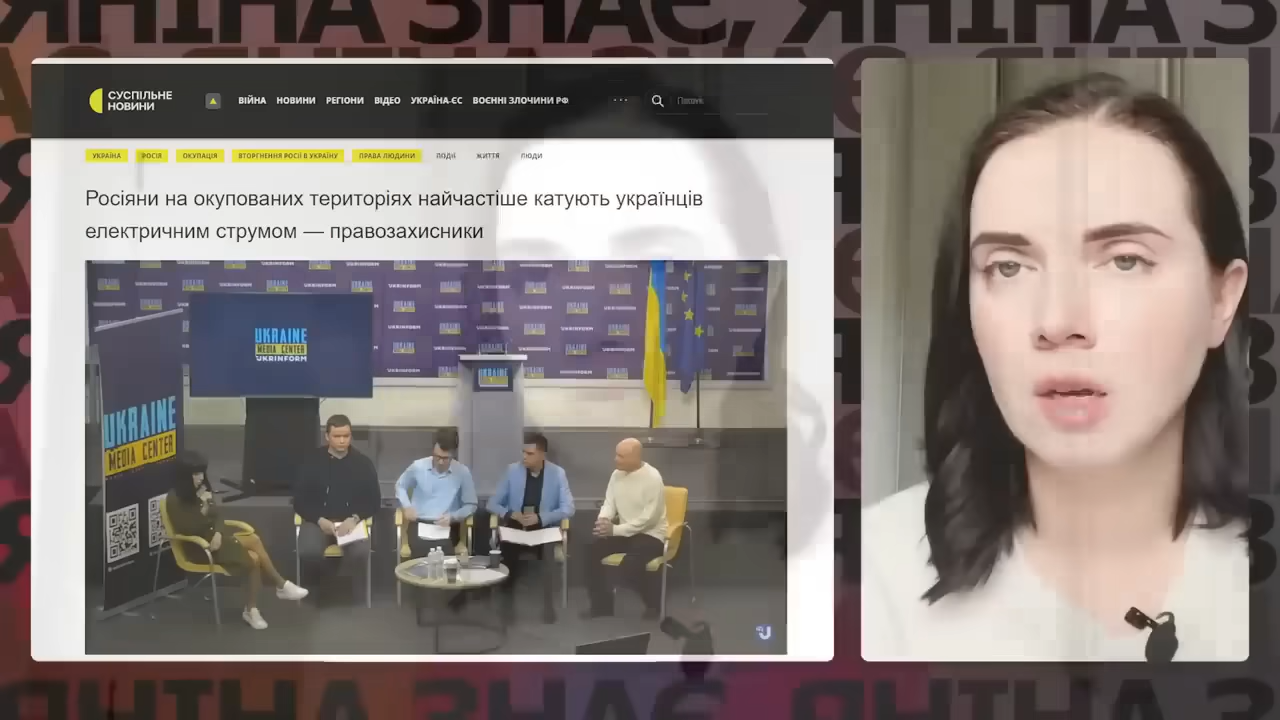 ЯНІНА ЗНАЄ, ЯНІНА З
СУСПІЛЬНЕ
НОВИНИ
ВІЙНА НОВИНИ РЕГІОНИ ВІДЕО УКРАЇНА-ЄС ВОЄННІ ЗЛОЧИНИ РФ ... Пошук
УКРАЇНА РОСІЯ ОКУПАЦІЯ ВТОРГНЕННЯ РОСІЇ В УКРАЇНУ ПРАВА ЛЮДИНИ ПОДІЇ ЖИТТЯ ЛЮДИ
Росіяни на окупованих територіях найчастіше катують українців
електричним струмом — правозахисники
UKRAINE
MEDIA CENTER
UKRINFORM
UKRAINE
MEDIA CENTER
ЯНІНА ЗНАЄ, ЯНІНА З